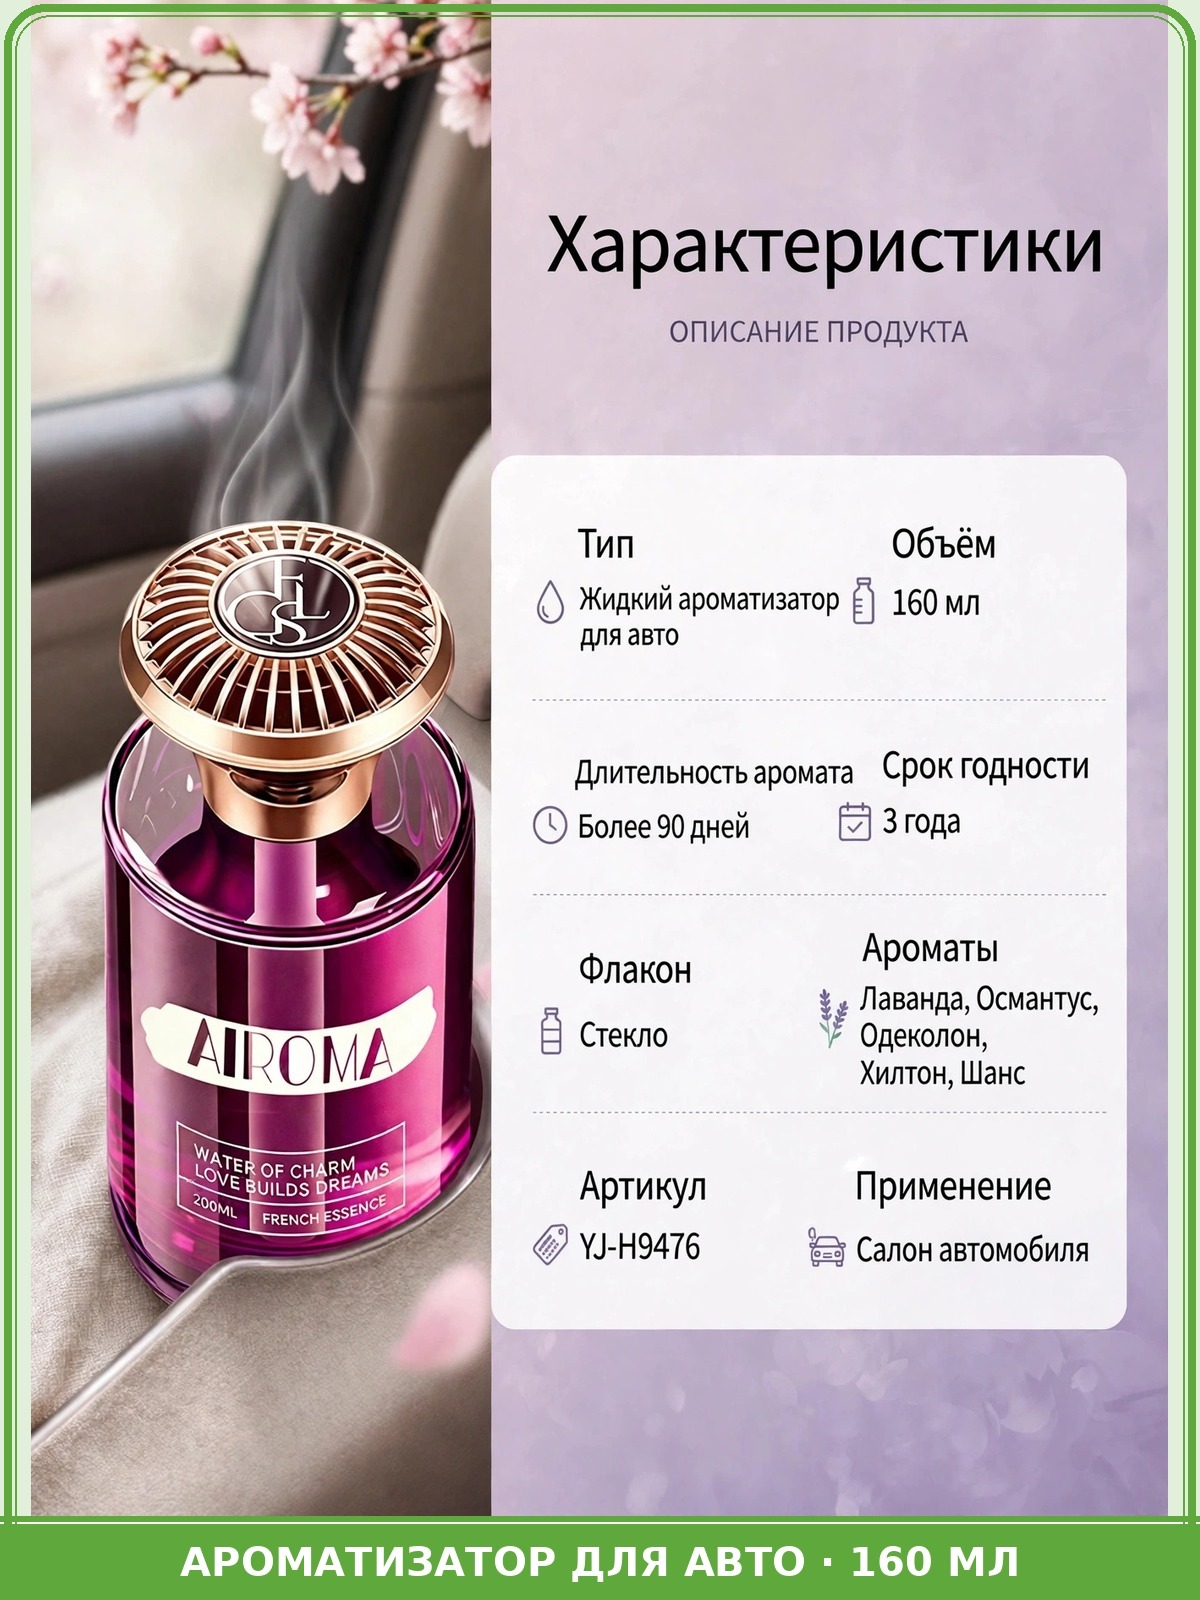 Характеристики
ОПИСАНИЕ ПРОДУКТА
Тип
Жидкий ароматизатор
для авто
Объём
160 мл
Длительность аромата
Более 90 дней
Срок годности
3 года
Флакон
Стекло
Ароматы
Лаванда, Османтус,
Одеколон,
Хилтон, Шанс
Артикул
YJ-H9476
Применение
Салон автомобиля
AIROMA
WATER OF CHARM
LOVE BUILDS DREAMS
200ML
FRENCH ESSENCE
АРОМАТИЗАТОР ДЛЯ АВТО · 160 МЛ